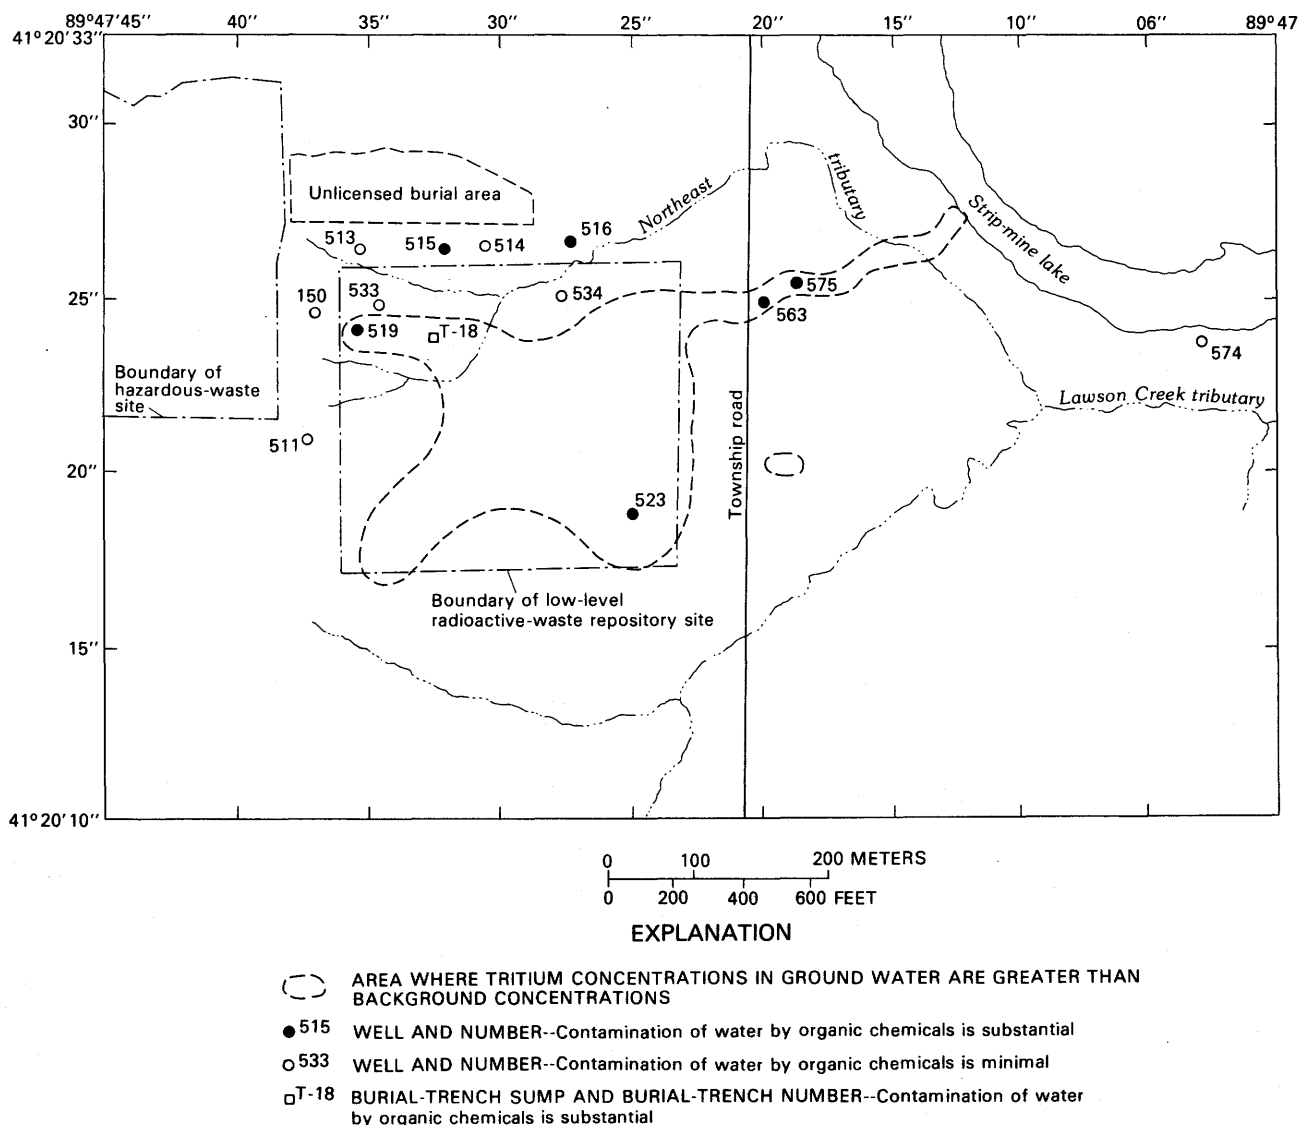 89°47'45'' 40'' 35'' 30'' 25'' 20'' 15'' 10'' 06'' 89°47
41°20'33''
30''
Unlicensed burial area
Northeast
tributary
Strip-mine lake
513
515
514
516
25''
150
533
534
575
563
519
T-18
574
Boundary of
hazardous-waste
site
Lawson Creek tributary
511
20''
Township road
523
Boundary of low-level
radioactive-waste repository site
15''
41°20'10''
0 100 200 METERS
0 200 400 600 FEET
EXPLANATION
AREA WHERE TRITIUM CONCENTRATIONS IN GROUND WATER ARE GREATER THAN
BACKGROUND CONCENTRATIONS
515 WELL AND NUMBER--Contamination of water by organic chemicals is substantial
533 WELL AND NUMBER--Contamination of water by organic chemicals is minimal
T-18 BURIAL-TRENCH SUMP AND BURIAL-TRENCH NUMBER--Contamination of water
by organic chemicals is substantial